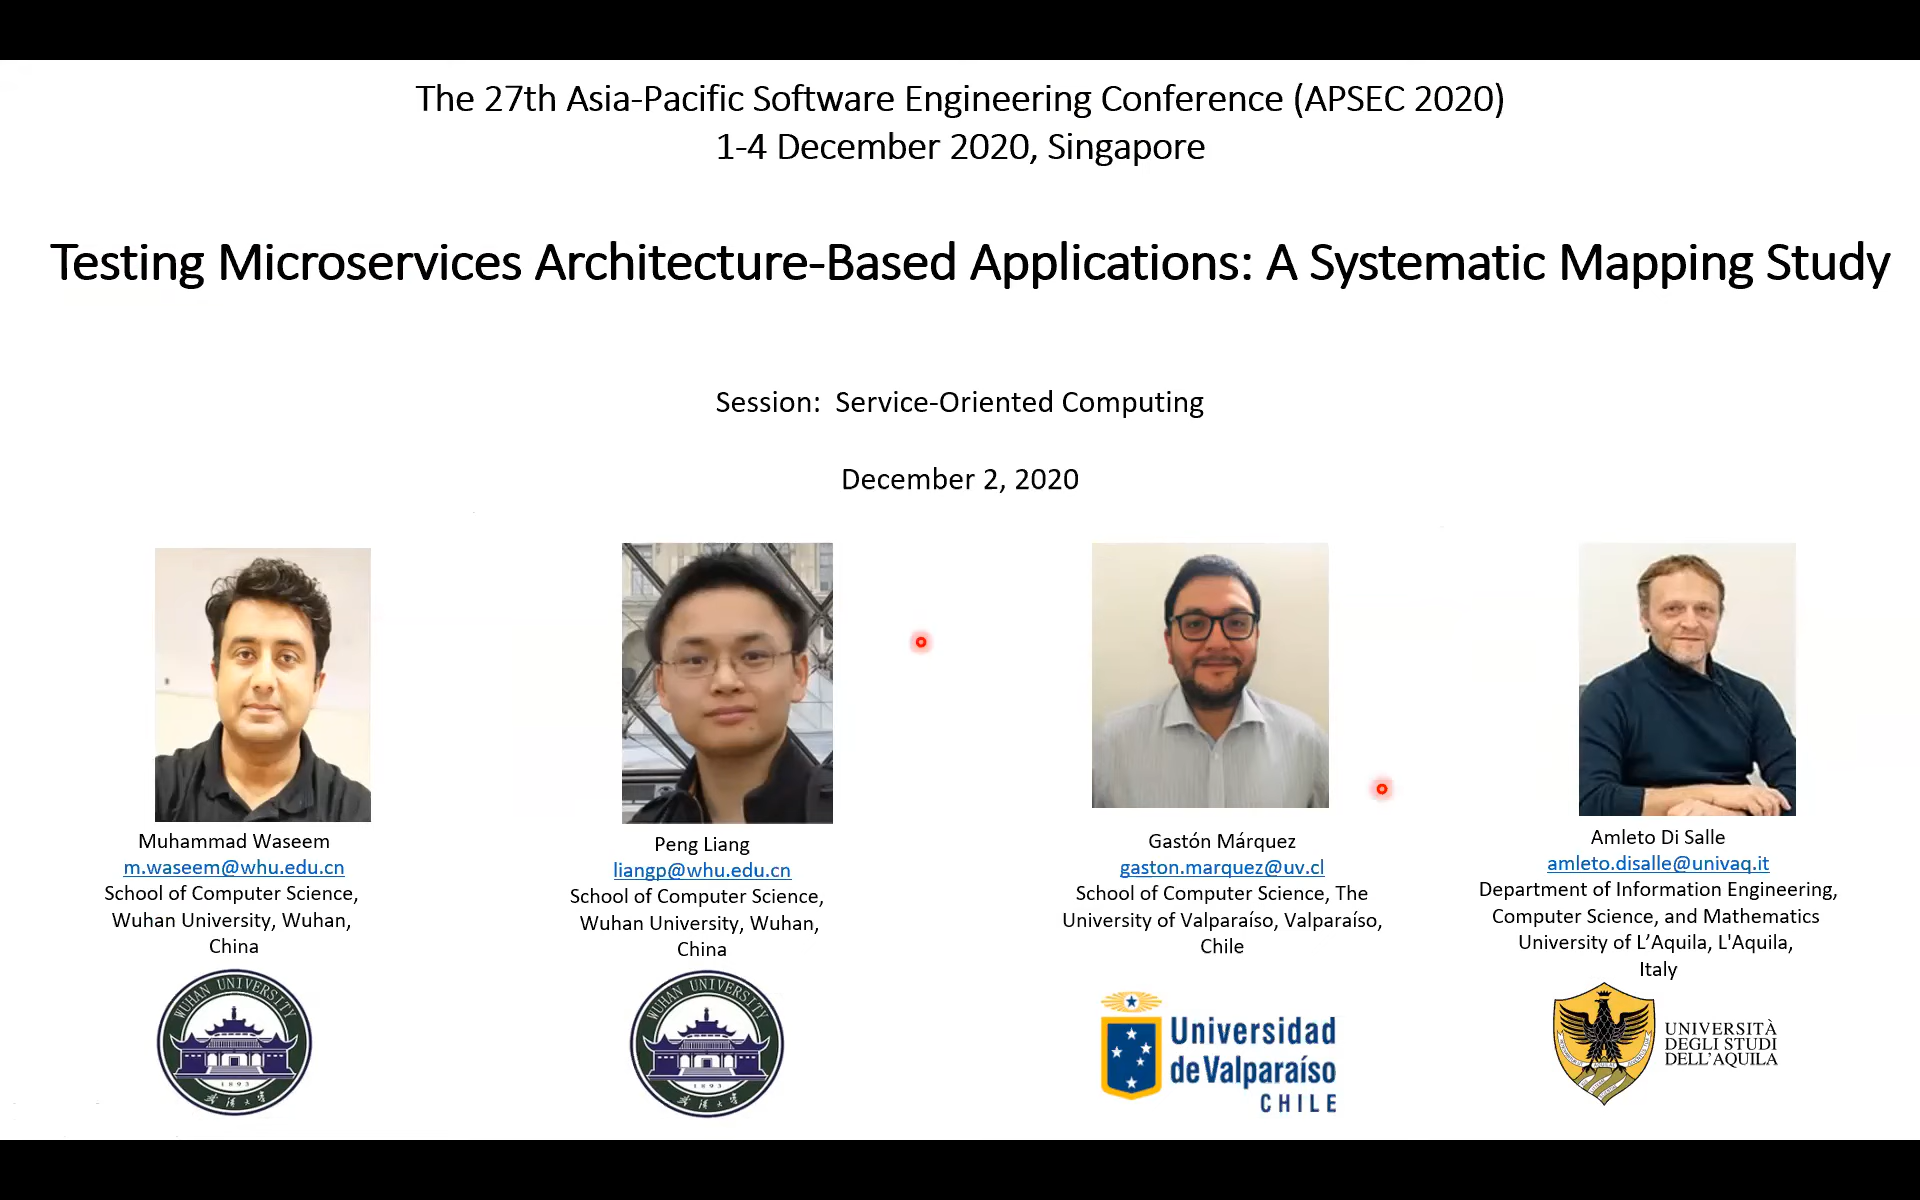 The 27th Asia-Pacific Software Engineering Conference (APSEC 2020)
1-4 December 2020, Singapore
Testing Microservices Architecture-Based Applications: A Systematic Mapping Study
Session:  Service-Oriented Computing
December 2, 2020
Muhammad Waseem
m.waseem@whu.edu.cn
School of Computer Science,
Wuhan University, Wuhan,
China
WUHAN UNIVERSITY
1893
Peng Liang
liangp@whu.edu.cn
School of Computer Science,
Wuhan University, Wuhan,
China
WUHAN UNIVERSITY
1893
Gastón Márquez
gaston.marquez@uv.cl
School of Computer Science, The
University of Valparaíso, Valparaíso,
Chile
Universidad
de Valparaíso
CHILE
Amleto Di Salle
amleto.disalle@univaq.it
Department of Information Engineering,
Computer Science, and Mathematics
University of L’Aquila, L'Aquila,
Italy
UNIVERSITÀ
DEGLI STUDI
DELL'AQUILA